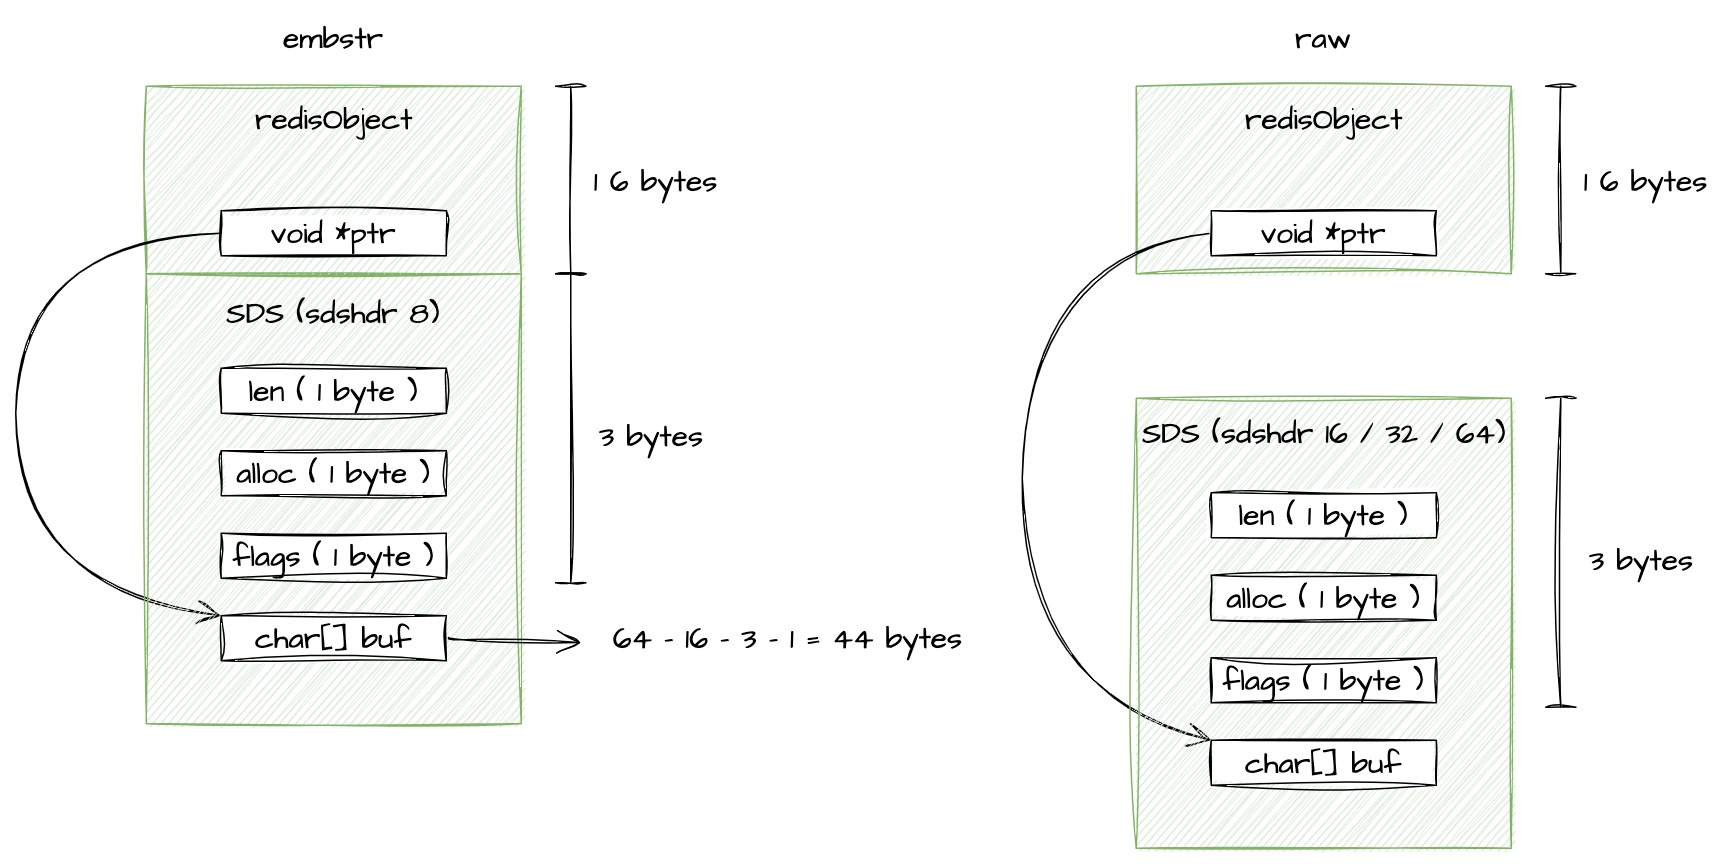 embstr
redisObject
void *ptr
16 bytes
SDS (sdshdr 8)
len ( 1 byte )
alloc ( 1 byte )
flags ( 1 byte )
3 bytes
char[] buf
64 - 16 - 3 - 1 = 44 bytes
raw
redisObject
void *ptr
16 bytes
SDS (sdshdr 16 / 32 / 64)
len ( 1 byte )
alloc ( 1 byte )
flags ( 1 byte )
3 bytes
char[] buf